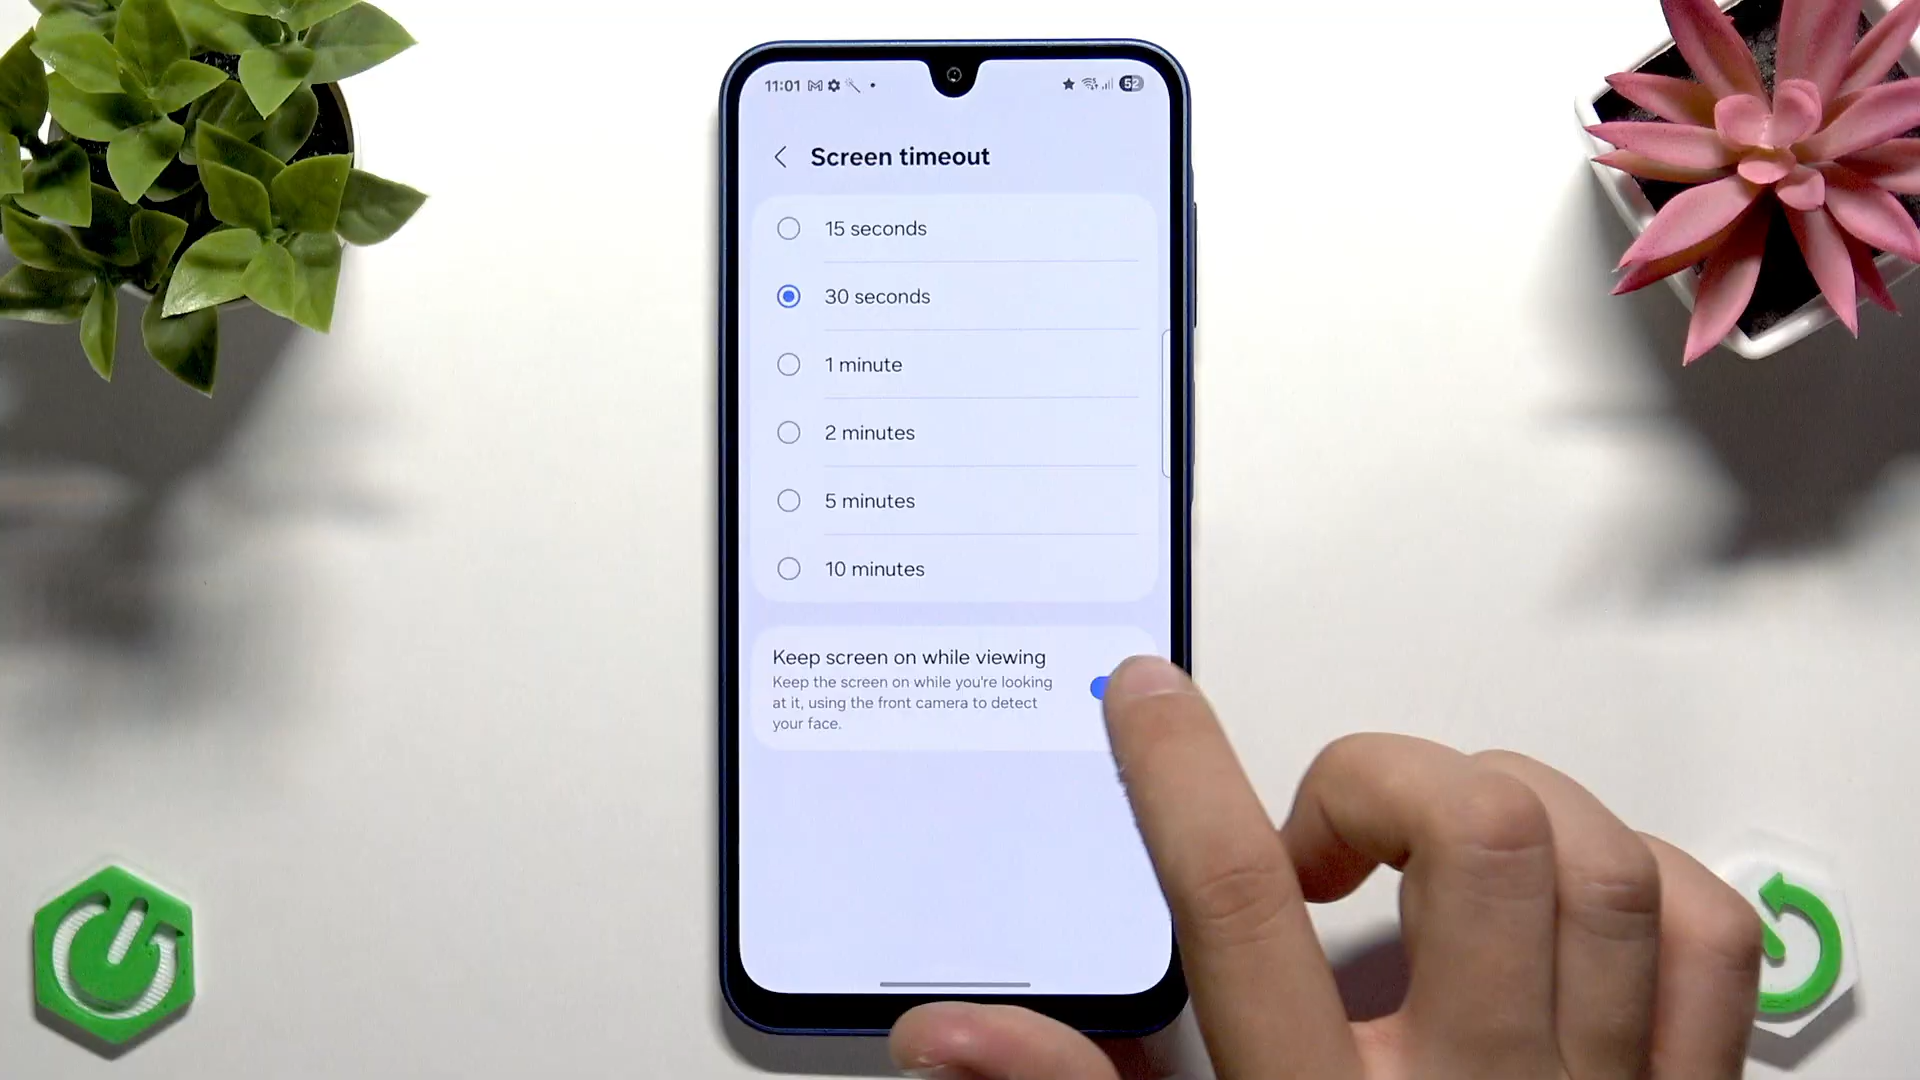 11:01
52
Screen timeout
15 seconds
30 seconds
1 minute
2 minutes
5 minutes
10 minutes
Keep screen on while viewing
Keep the screen on while you're looking
at it, using the front camera to detect
your face.